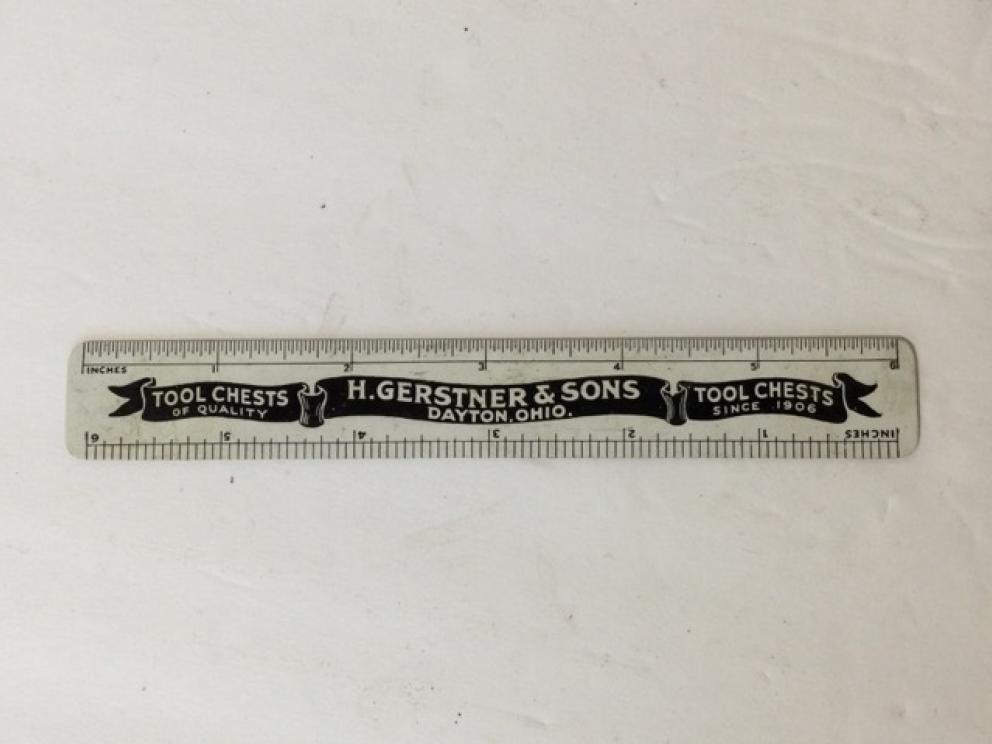 INCHES 1 2 3 4 5 6
TOOL CHESTS
OF QUALITY
H. GERSTNER & SONS
DAYTON, OHIO.
TOOL CHESTS
SINCE 1906
INCHES 1 2 3 4 5 6